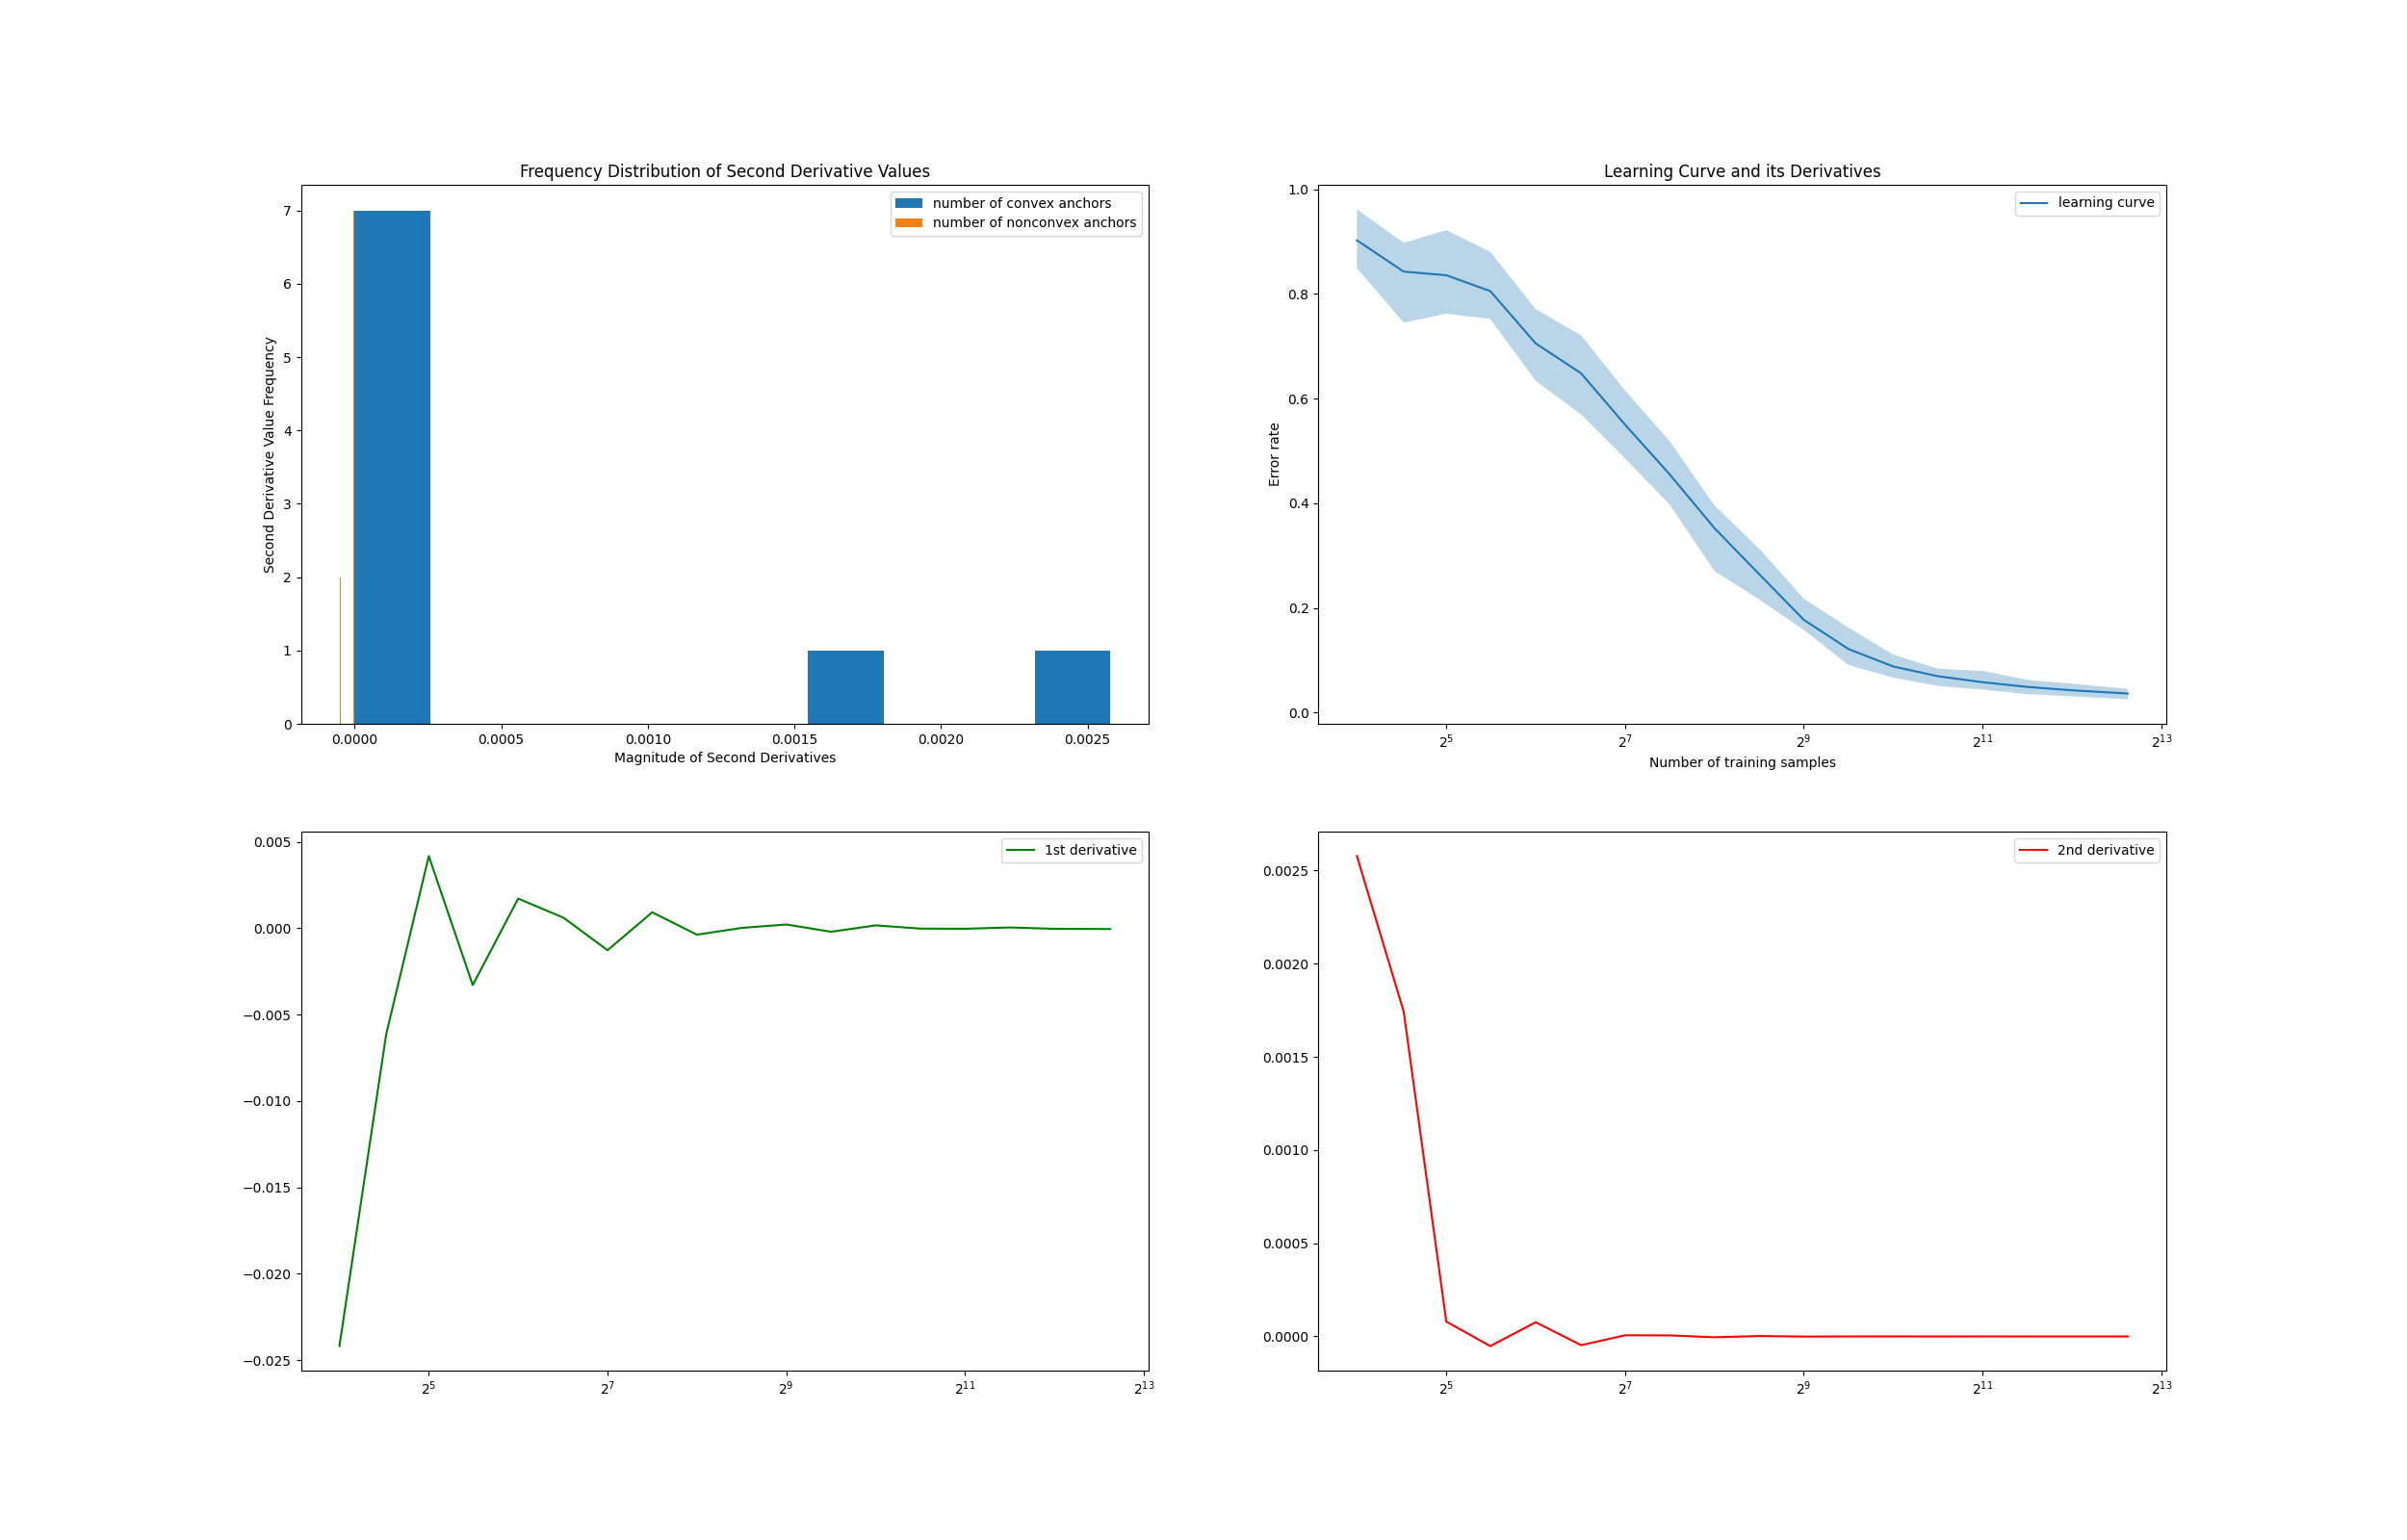 Frequency Distribution of Second Derivative Values
number of convex anchors
number of nonconvex anchors
Second Derivative Value Frequency
7
6
5
4
3
2
1
0
0.0000 0.0005 0.0010 0.0015 0.0020 0.0025
Magnitude of Second Derivatives
Learning Curve and its Derivatives
learning curve
Error rate
1.0
0.8
0.6
0.4
0.2
0.0
2^5 2^7 2^9 2^11 2^13
Number of training samples
1st derivative
0.005
0.000
−0.005
−0.010
−0.015
−0.020
−0.025
2^5 2^7 2^9 2^11 2^13
2nd derivative
0.0025
0.0020
0.0015
0.0010
0.0005
0.0000
2^5 2^7 2^9 2^11 2^13